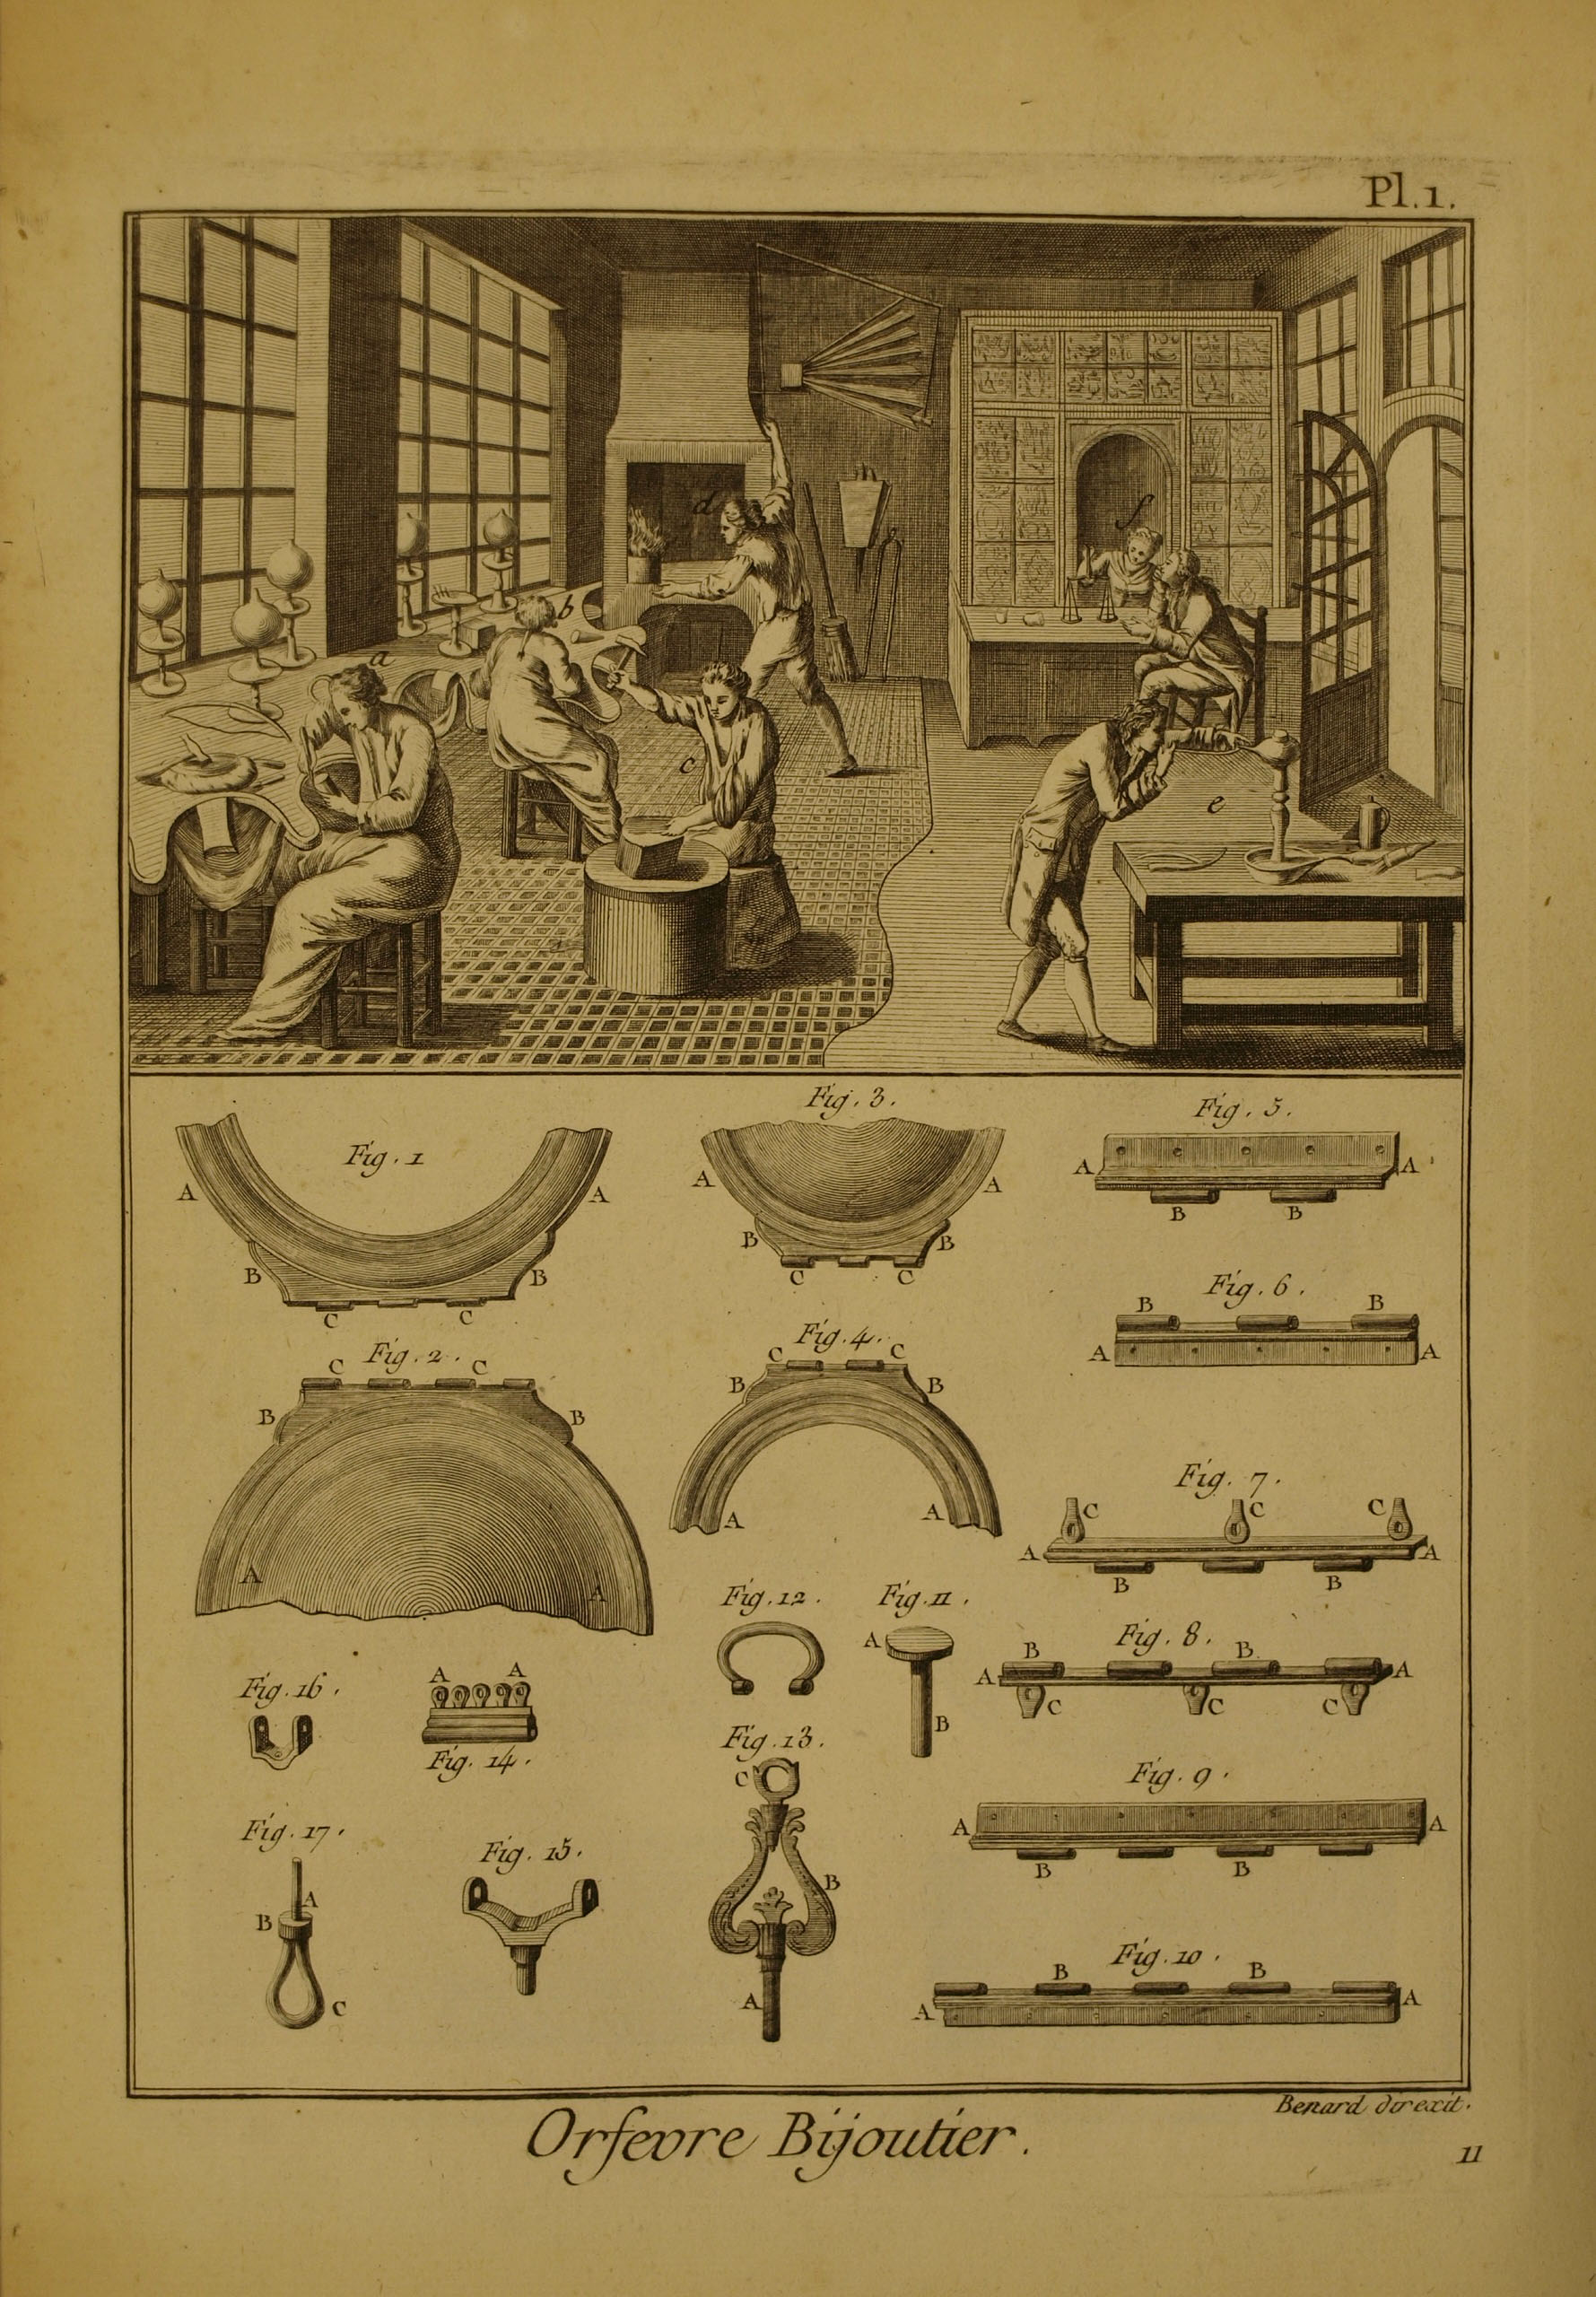 Pl.1.
d
f
b
a
c
e
Fig. 3.
Fig. 5.
Fig. 1
A A
A A
A A
B B
B B
B B
C C
C C
Fig. 6.
B B
Fig. 4.
C C
A A
Fig. 2.
C C
B B
B B
Fig. 7.
C C C
A A
A A
B B
A A
Fig. 12.
Fig. 11.
A
B
Fig. 8.
B B
A A
C C C
Fig. 16.
A A
Fig. 14.
Fig. 13.
C
B
A
Fig. 9.
A A
B B
Fig. 17.
A
B
C
Fig. 15.
Fig. 10.
B B
A A
Benard direxit.
Orfevre Bijoutier.
11